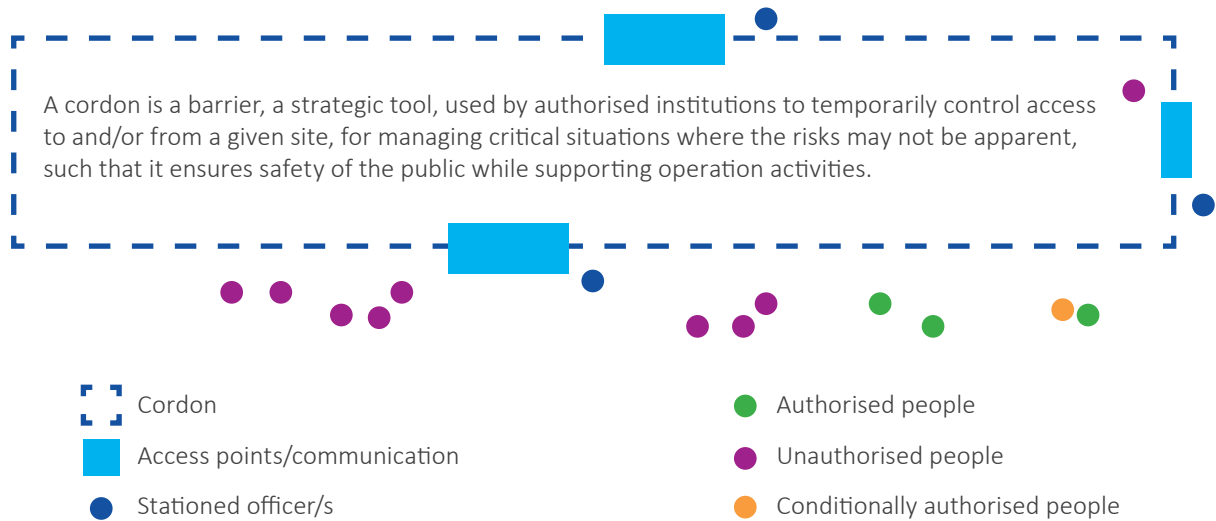 A cordon is a barrier, a strategic tool, used by authorised institutions to temporarily control access
to and/or from a given site, for managing critical situations where the risks may not be apparent,
such that it ensures safety of the public while supporting operation activities.
Cordon
Access points/communication
Stationed officer/s
Authorised people
Unauthorised people
Conditionally authorised people